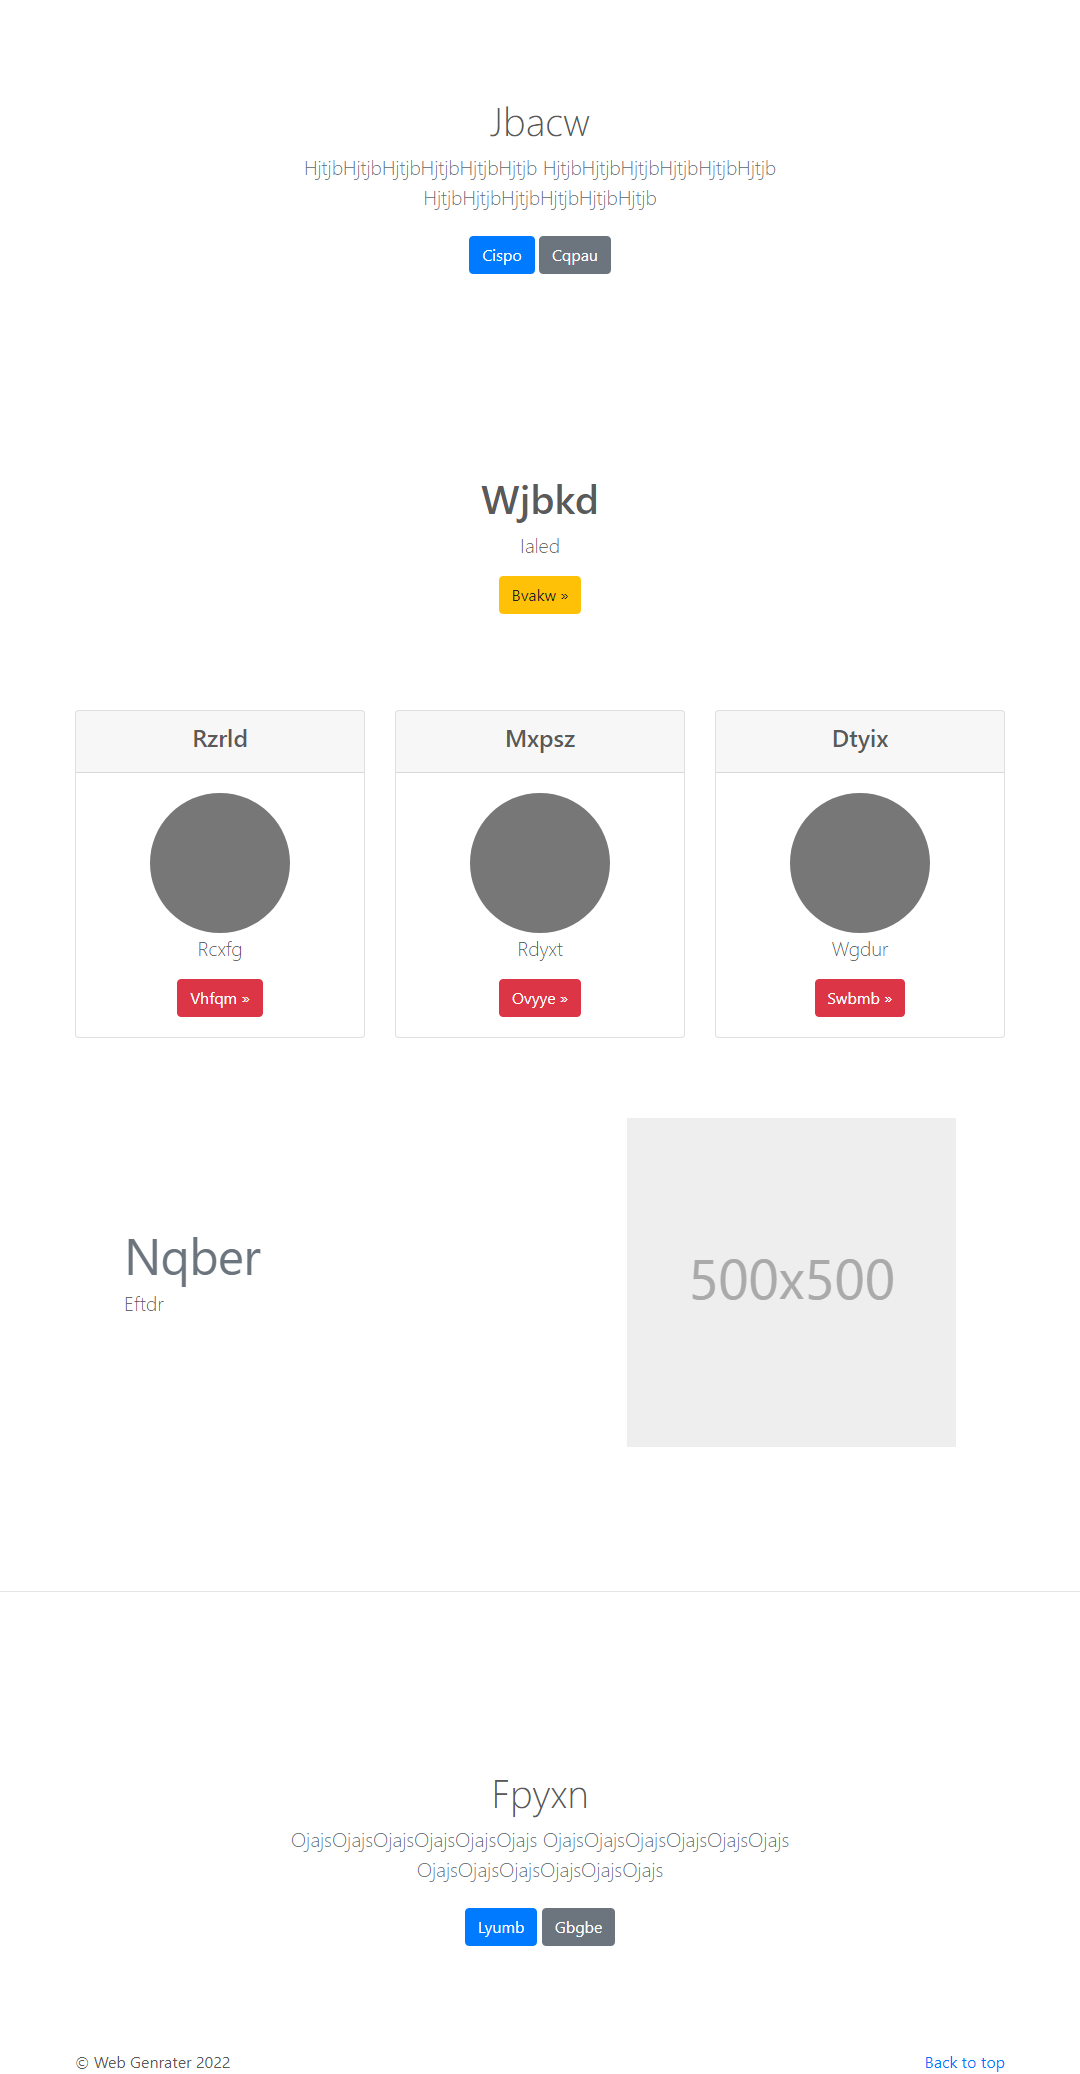 Jbacw
HjtjbHjtjbHjtjbHjtjbHjtjbHjtjb HjtjbHjtjbHjtjbHjtjbHjtjbHjtjb
HjtjbHjtjbHjtjbHjtjbHjtjbHjtjb
Cispo Cqpau
Wjbkd
Ialed
Bvakw »
Rzrld
Rcxfg
Vhfqm »
Mxpsz
Rdyxt
Ovyye »
Dtyix
Wgdur
Swbmb »
Nqber
Eftdr
500x500
Fpyxn
OjajsOjajsOjajsOjajsOjajsOjajs OjajsOjajsOjajsOjajsOjajsOjajs
OjajsOjajsOjajsOjajsOjajsOjajs
Lyumb Gbgbe
© Web Genrater 2022
Back to top